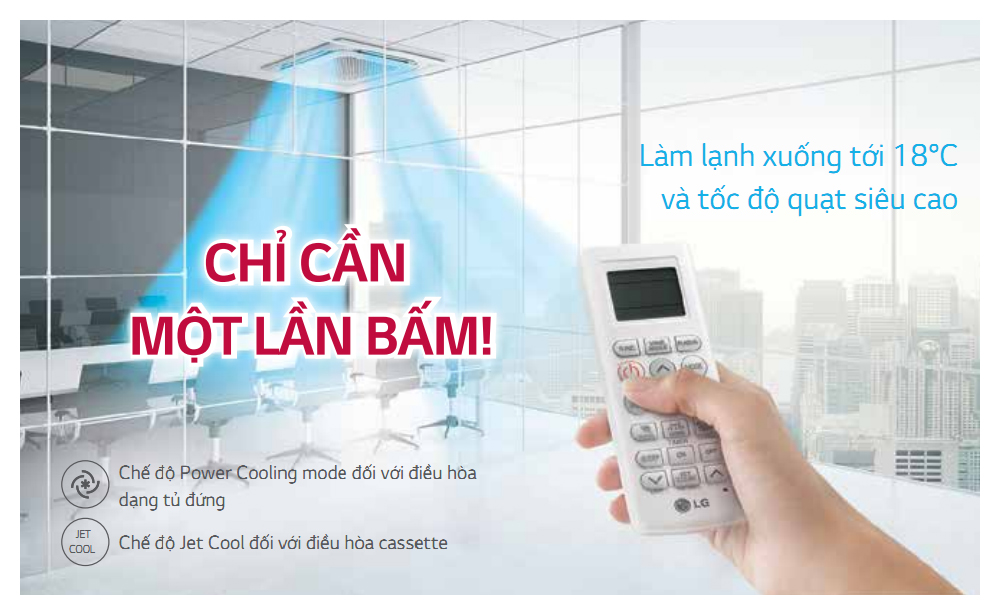 Làm lạnh xuống tới 18°C
và tốc độ quạt siêu cao
CHỈ CẦN
MỘT LẦN BẤM!
Chế độ Power Cooling mode đối với điều hòa
dạng tủ đứng
JET
COOL
Chế độ Jet Cool đối với điều hòa cassette
LG